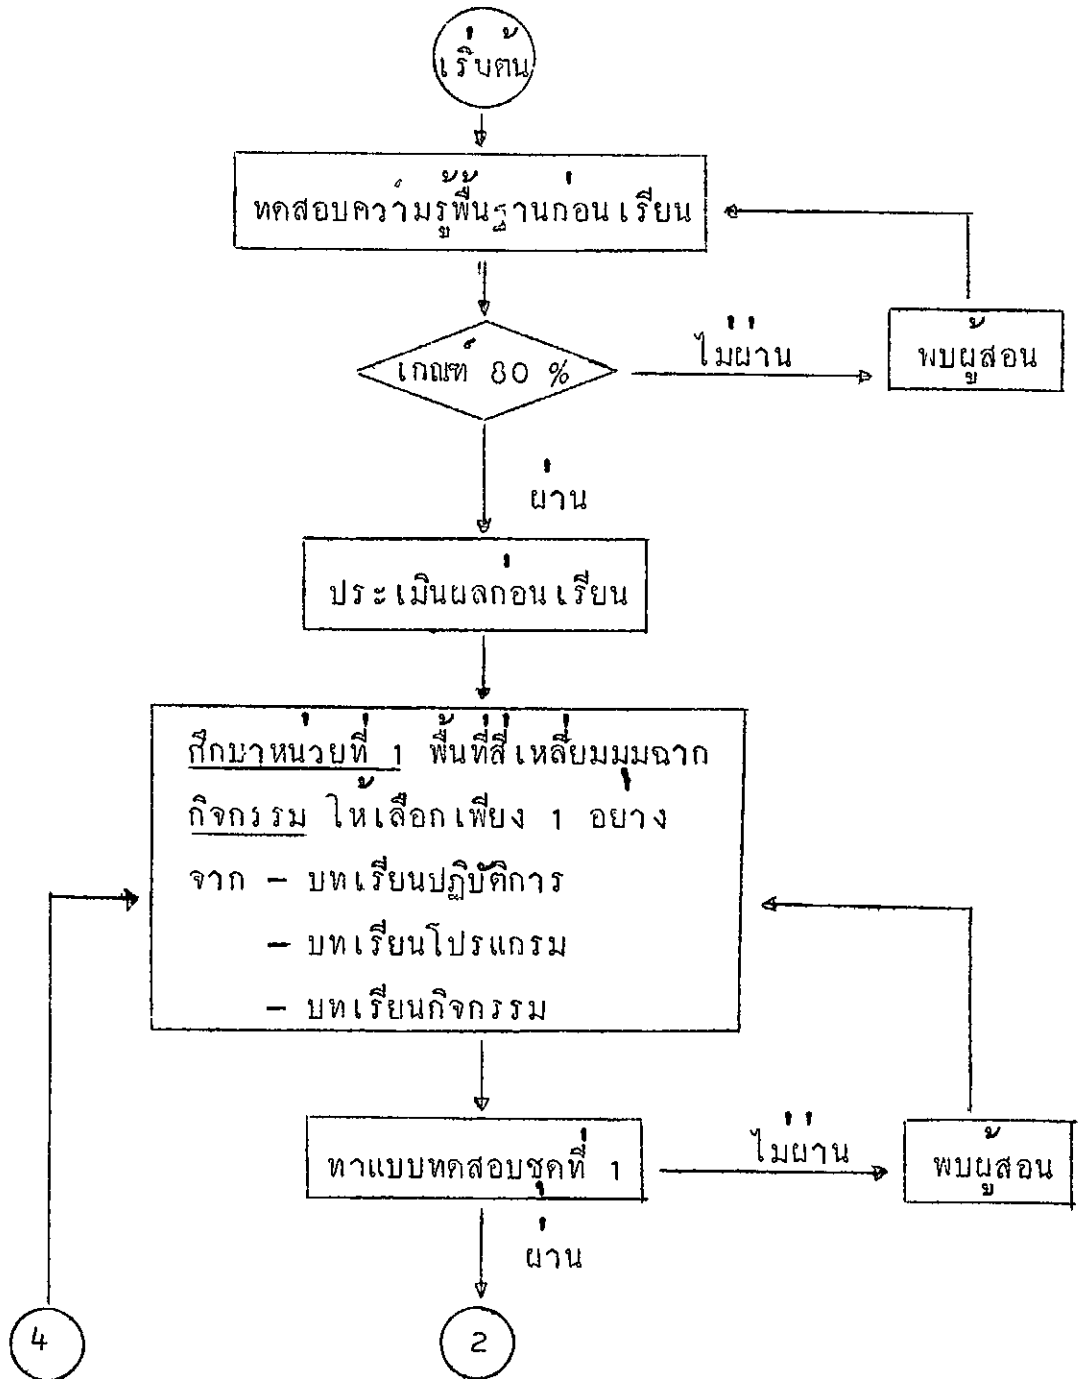 เริ่มต้น
ทดสอบความรู้พื้นฐานก่อนเรียน
เกณฑ์ 80 %
ไม่ผ่าน
พบผู้สอน
ผ่าน
ประเมินผลก่อนเรียน
ศึกษาหน่วยที่ 1 พื้นที่สี่เหลี่ยมมุมฉาก
กิจกรรม ให้เลือกเพียง 1 อย่าง
จาก - บทเรียนปฏิบัติการ
- บทเรียนโปรแกรม
- บทเรียนกิจกรรม
ทาแบบทดสอบชุดที่ 1
ไม่ผ่าน
พบผู้สอน
ผ่าน
4
2